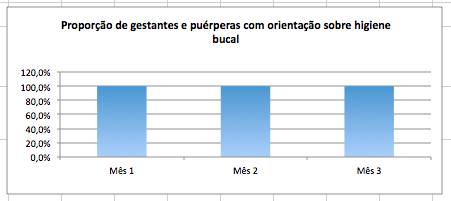 Proporção de gestantes e puérperas com orientação sobre higiene
bucal
120,0%
100,0%
80,0%
60,0%
40,0%
20,0%
0,0%
Mês 1 Mês 2 Mês 3